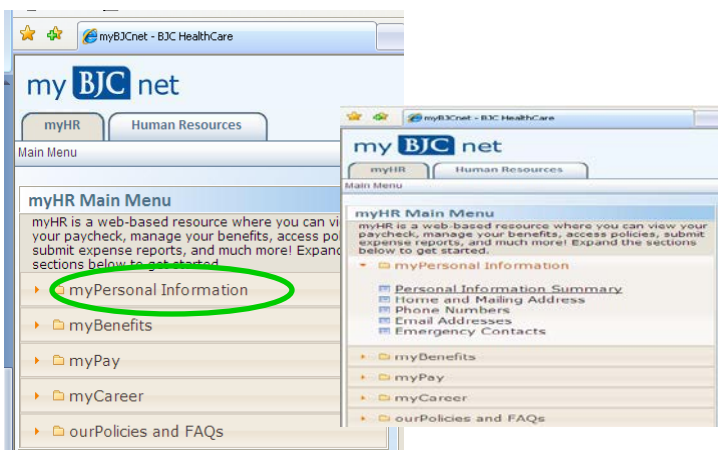 myBJCnet - BJC HealthCare
my BJC net
myHR
Human Resources
Main Menu
myHR Main Menu
myHR is a web-based resource where you can vi
your paycheck, manage your benefits, access po
submit expense reports, and much more! Expand
sections below to get started.
myPersonal Information
myBenefits
myPay
myCareer
ourPolicies and FAQs
myBJCnet - BJC HealthCare
my BJC net
myHR
Human Resources
Main Menu
myHR Main Menu
myHR is a web-based resource where you can view your
paycheck, manage your benefits, access policies, submit
expense reports, and much more! Expand the sections
below to get started.
myPersonal Information
Personal Information Summary
Home and Mailing Address
Phone Numbers
Email Addresses
Emergency Contacts
myBenefits
myPay
myCareer
ourPolicies and FAQs